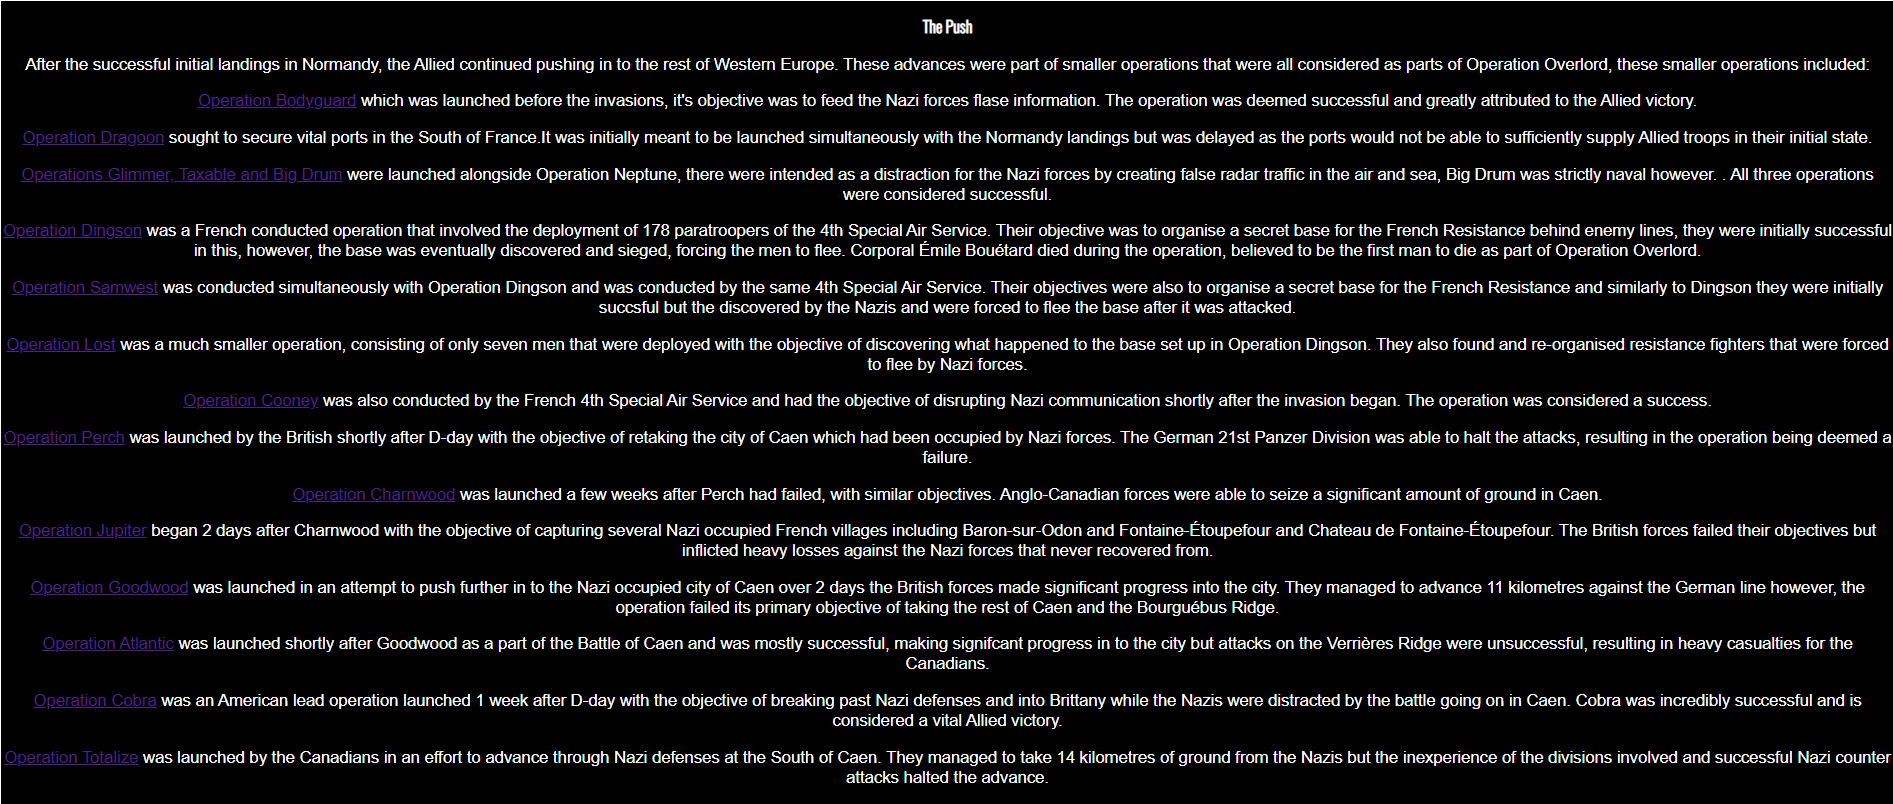 The Push
After the successful initial landings in Normandy, the Allied continued pushing in to the rest of Western Europe. These advances were part of smaller operations that were all considered as parts of Operation Overlord, these smaller operations included:
Operation Bodyguard which was launched before the invasions, it's objective was to feed the Nazi forces flase information. The operation was deemed successful and greatly attributed to the Allied victory.
Operation Dragoon sought to secure vital ports in the South of France.It was initially meant to be launched simultaneously with the Normandy landings but was delayed as the ports would not be able to sufficiently supply Allied troops in their initial state.
Operations Glimmer, Taxable and Big Drum were launched alongside Operation Neptune, there were intended as a distraction for the Nazi forces by creating false radar traffic in the air and sea, Big Drum was strictly naval however. . All three operations
were considered successful.
Operation Dingson was a French conducted operation that involved the deployment of 178 paratroopers of the 4th Special Air Service. Their objective was to organise a secret base for the French Resistance behind enemy lines, they were initially successful
in this, however, the base was eventually discovered and sieged, forcing the men to flee. Corporal Émile Bouétard died during the operation, believed to be the first man to die as part of Operation Overlord.
Operation Samwest was conducted simultaneously with Operation Dingson and was conducted by the same 4th Special Air Service. Their objectives were also to organise a secret base for the French Resistance and similarly to Dingson they were initially
succsful but the discovered by the Nazis and were forced to flee the base after it was attacked.
Operation Lost was a much smaller operation, consisting of only seven men that were deployed with the objective of discovering what happened to the base set up in Operation Dingson. They also found and re-organised resistance fighters that were forced
to flee by Nazi forces.
Operation Cooney was also conducted by the French 4th Special Air Service and had the objective of disrupting Nazi communication shortly after the invasion began. The operation was considered a success.
Operation Perch was launched by the British shortly after D-day with the objective of retaking the city of Caen which had been occupied by Nazi forces. The German 21st Panzer Division was able to halt the attacks, resulting in the operation being deemed a
failure.
Operation Charnwood was launched a few weeks after Perch had failed, with similar objectives. Anglo-Canadian forces were able to seize a significant amount of ground in Caen.
Operation Jupiter began 2 days after Charnwood with the objective of capturing several Nazi occupied French villages including Baron-sur-Odon and Fontaine-Étoupefour and Chateau de Fontaine-Étoupefour. The British forces failed their objectives but
inflicted heavy losses against the Nazi forces that never recovered from.
Operation Goodwood was launched in an attempt to push further in to the Nazi occupied city of Caen over 2 days the British forces made significant progress into the city. They managed to advance 11 kilometres against the German line however, the
operation failed its primary objective of taking the rest of Caen and the Bourguébus Ridge.
Operation Atlantic was launched shortly after Goodwood as a part of the Battle of Caen and was mostly successful, making signifcant progress in to the city but attacks on the Verrières Ridge were unsuccessful, resulting in heavy casualties for the
Canadians.
Operation Cobra was an American lead operation launched 1 week after D-day with the objective of breaking past Nazi defenses and into Brittany while the Nazis were distracted by the battle going on in Caen. Cobra was incredibly successful and is
considered a vital Allied victory.
Operation Totalize was launched by the Canadians in an effort to advance through Nazi defenses at the South of Caen. They managed to take 14 kilometres of ground from the Nazis but the inexperience of the divisions involved and successful Nazi counter
attacks halted the advance.